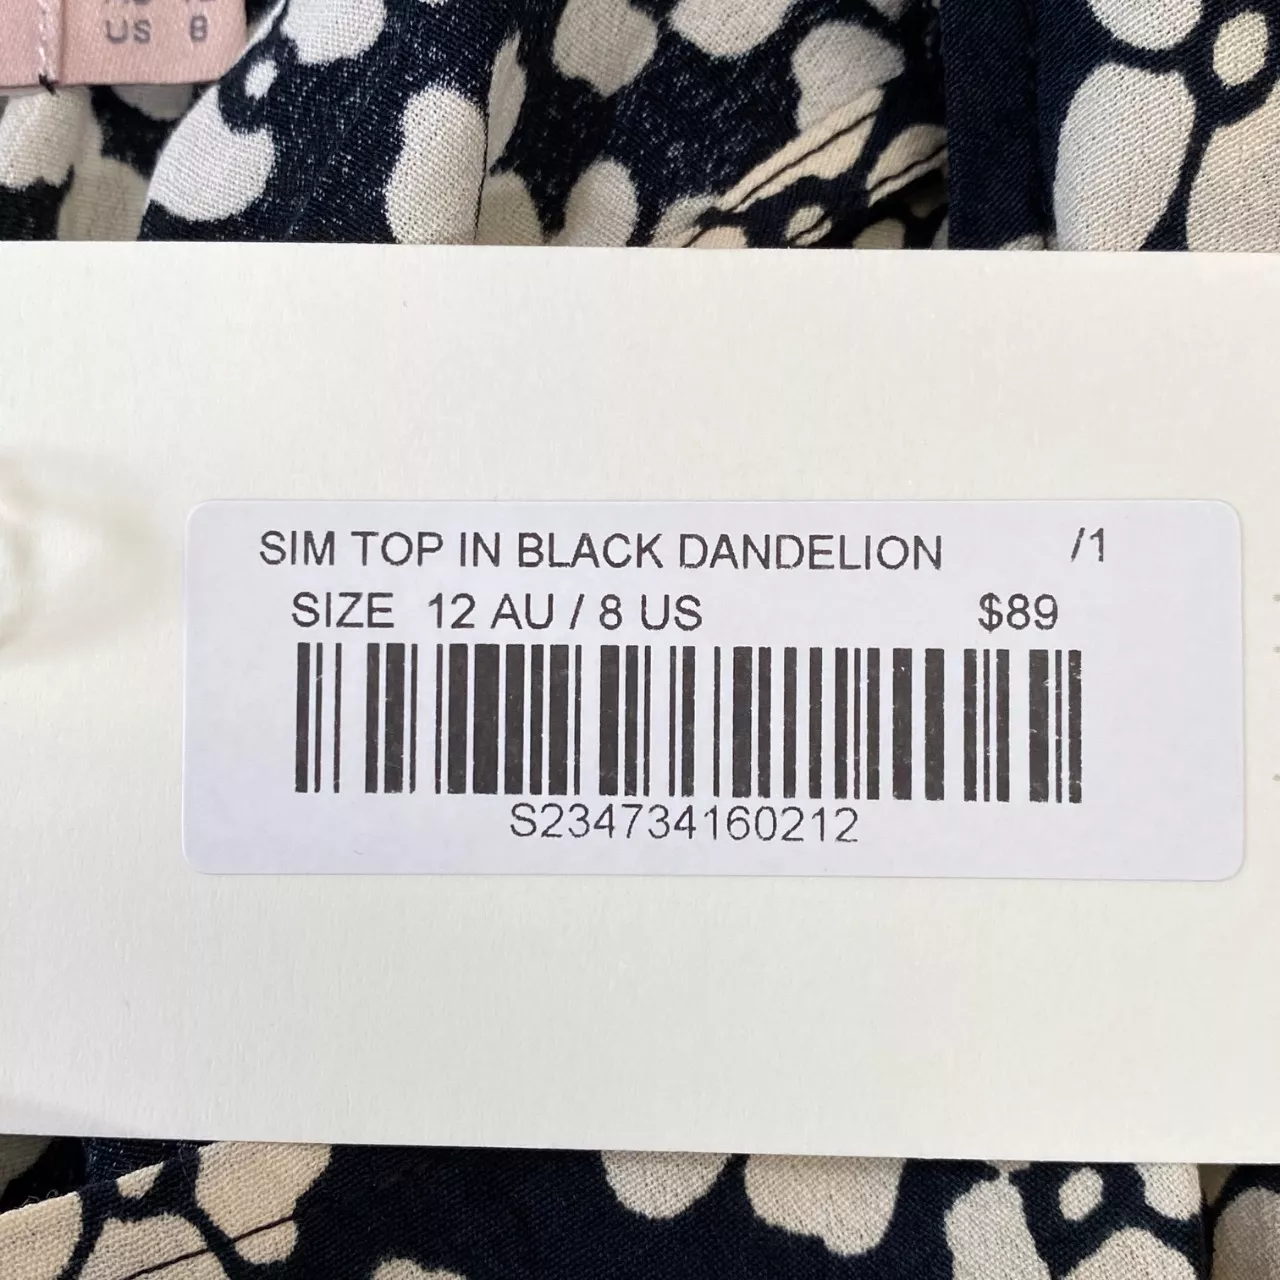 US 8
SIM TOP IN BLACK DANDELION /1
SIZE 12 AU / 8 US $89
S234734160212